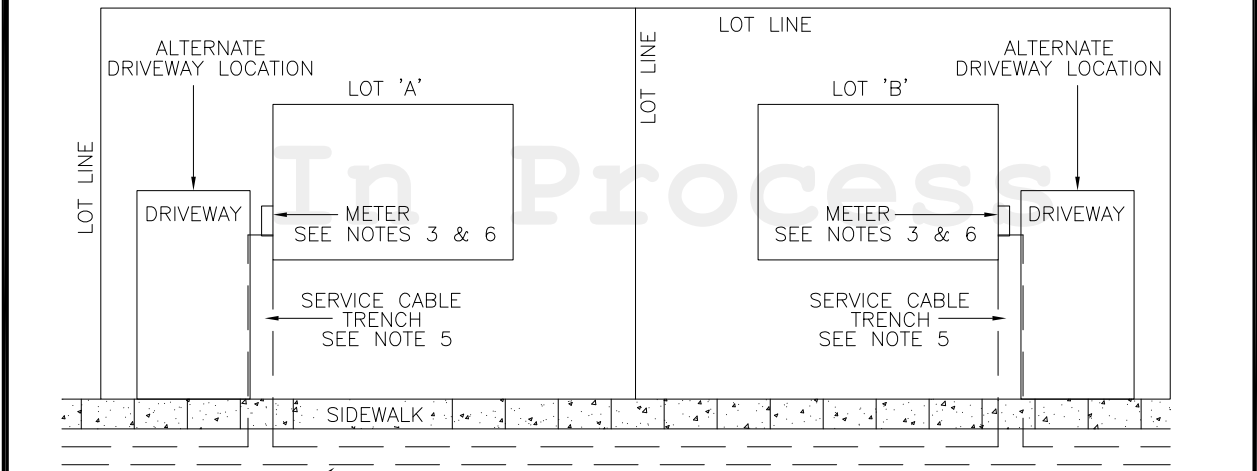 LOT LINE
ALTERNATE
DRIVEWAY LOCATION
LOT LINE
ALTERNATE
DRIVEWAY LOCATION
LOT 'A'
LOT 'B'
LOT LINE
In Process
DRIVEWAY
METER
SEE NOTES 3 & 6
METER
SEE NOTES 3 & 6
DRIVEWAY
SERVICE CABLE
TRENCH
SEE NOTE 5
SERVICE CABLE
TRENCH
SEE NOTE 5
SIDEWALK